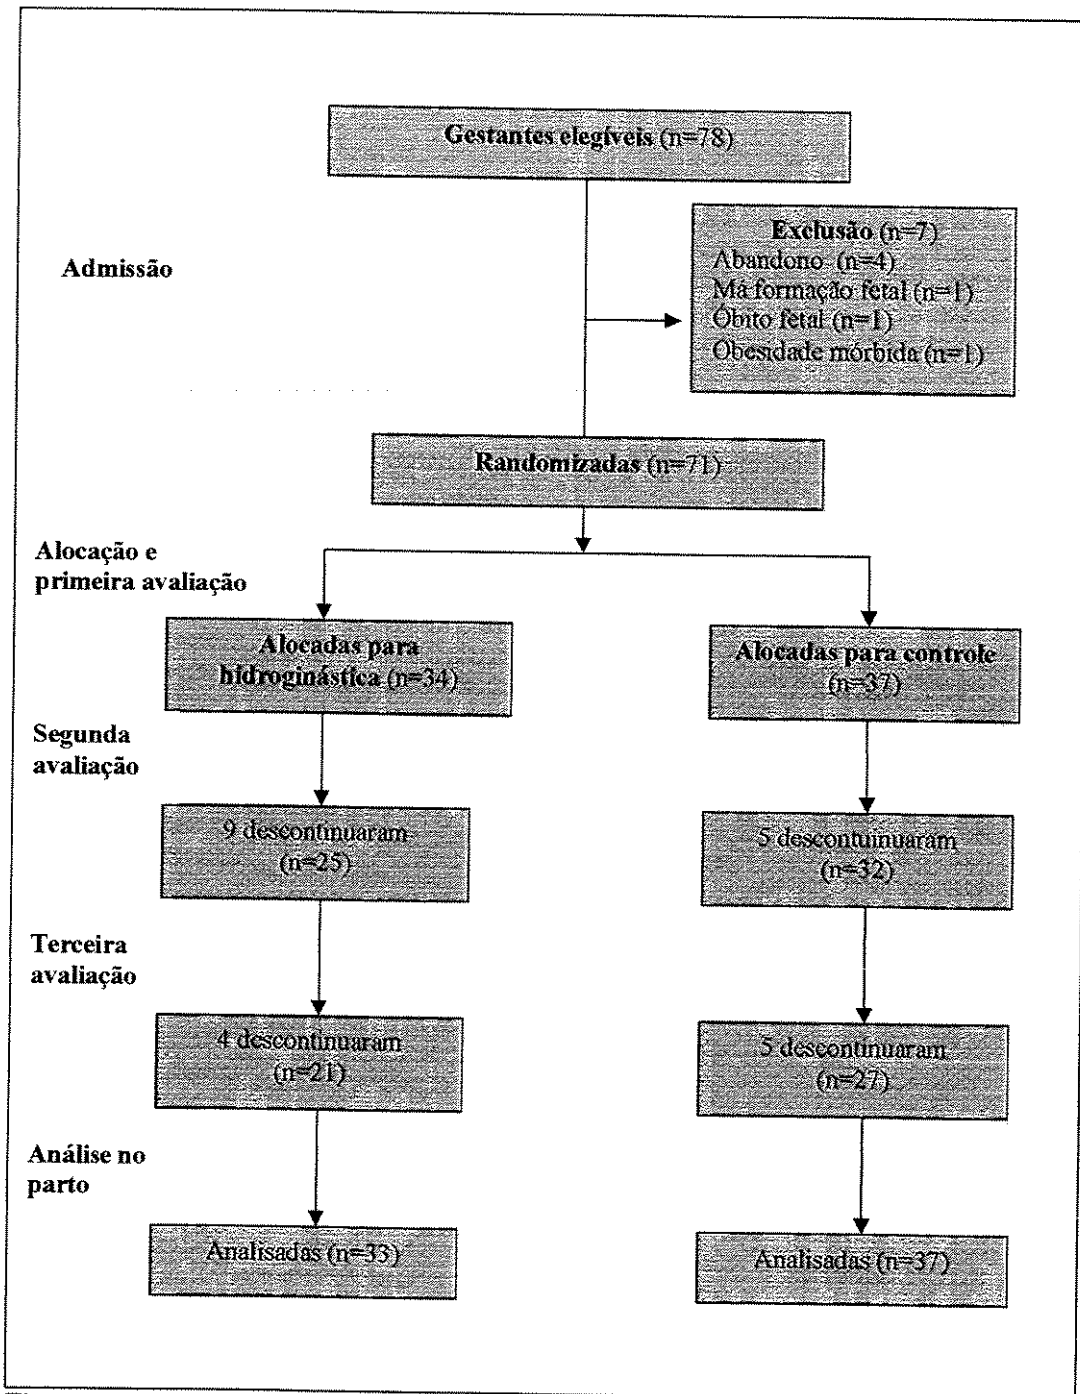 Gestantes elegíveis (n=78)
Exclusão (n=7)
Abandono (n=4)
Má formação fetal (n=1)
Óbito fetal (n=1)
Obesidade mórbida (n=1)
Admissão
Randomizadas (n=71)
Alocação e
primeira avaliação
Alocadas para
hidroginástica (n=34)
Alocadas para controle
(n=37)
Segunda
avaliação
9 descontinuaram
(n=25)
5 descontuinuaram
(n=32)
Terceira
avaliação
4 descontinuaram
(n=21)
5 descontinuaram
(n=27)
Análise no
parto
Analisadas (n=33)
Analisadas (n=37)